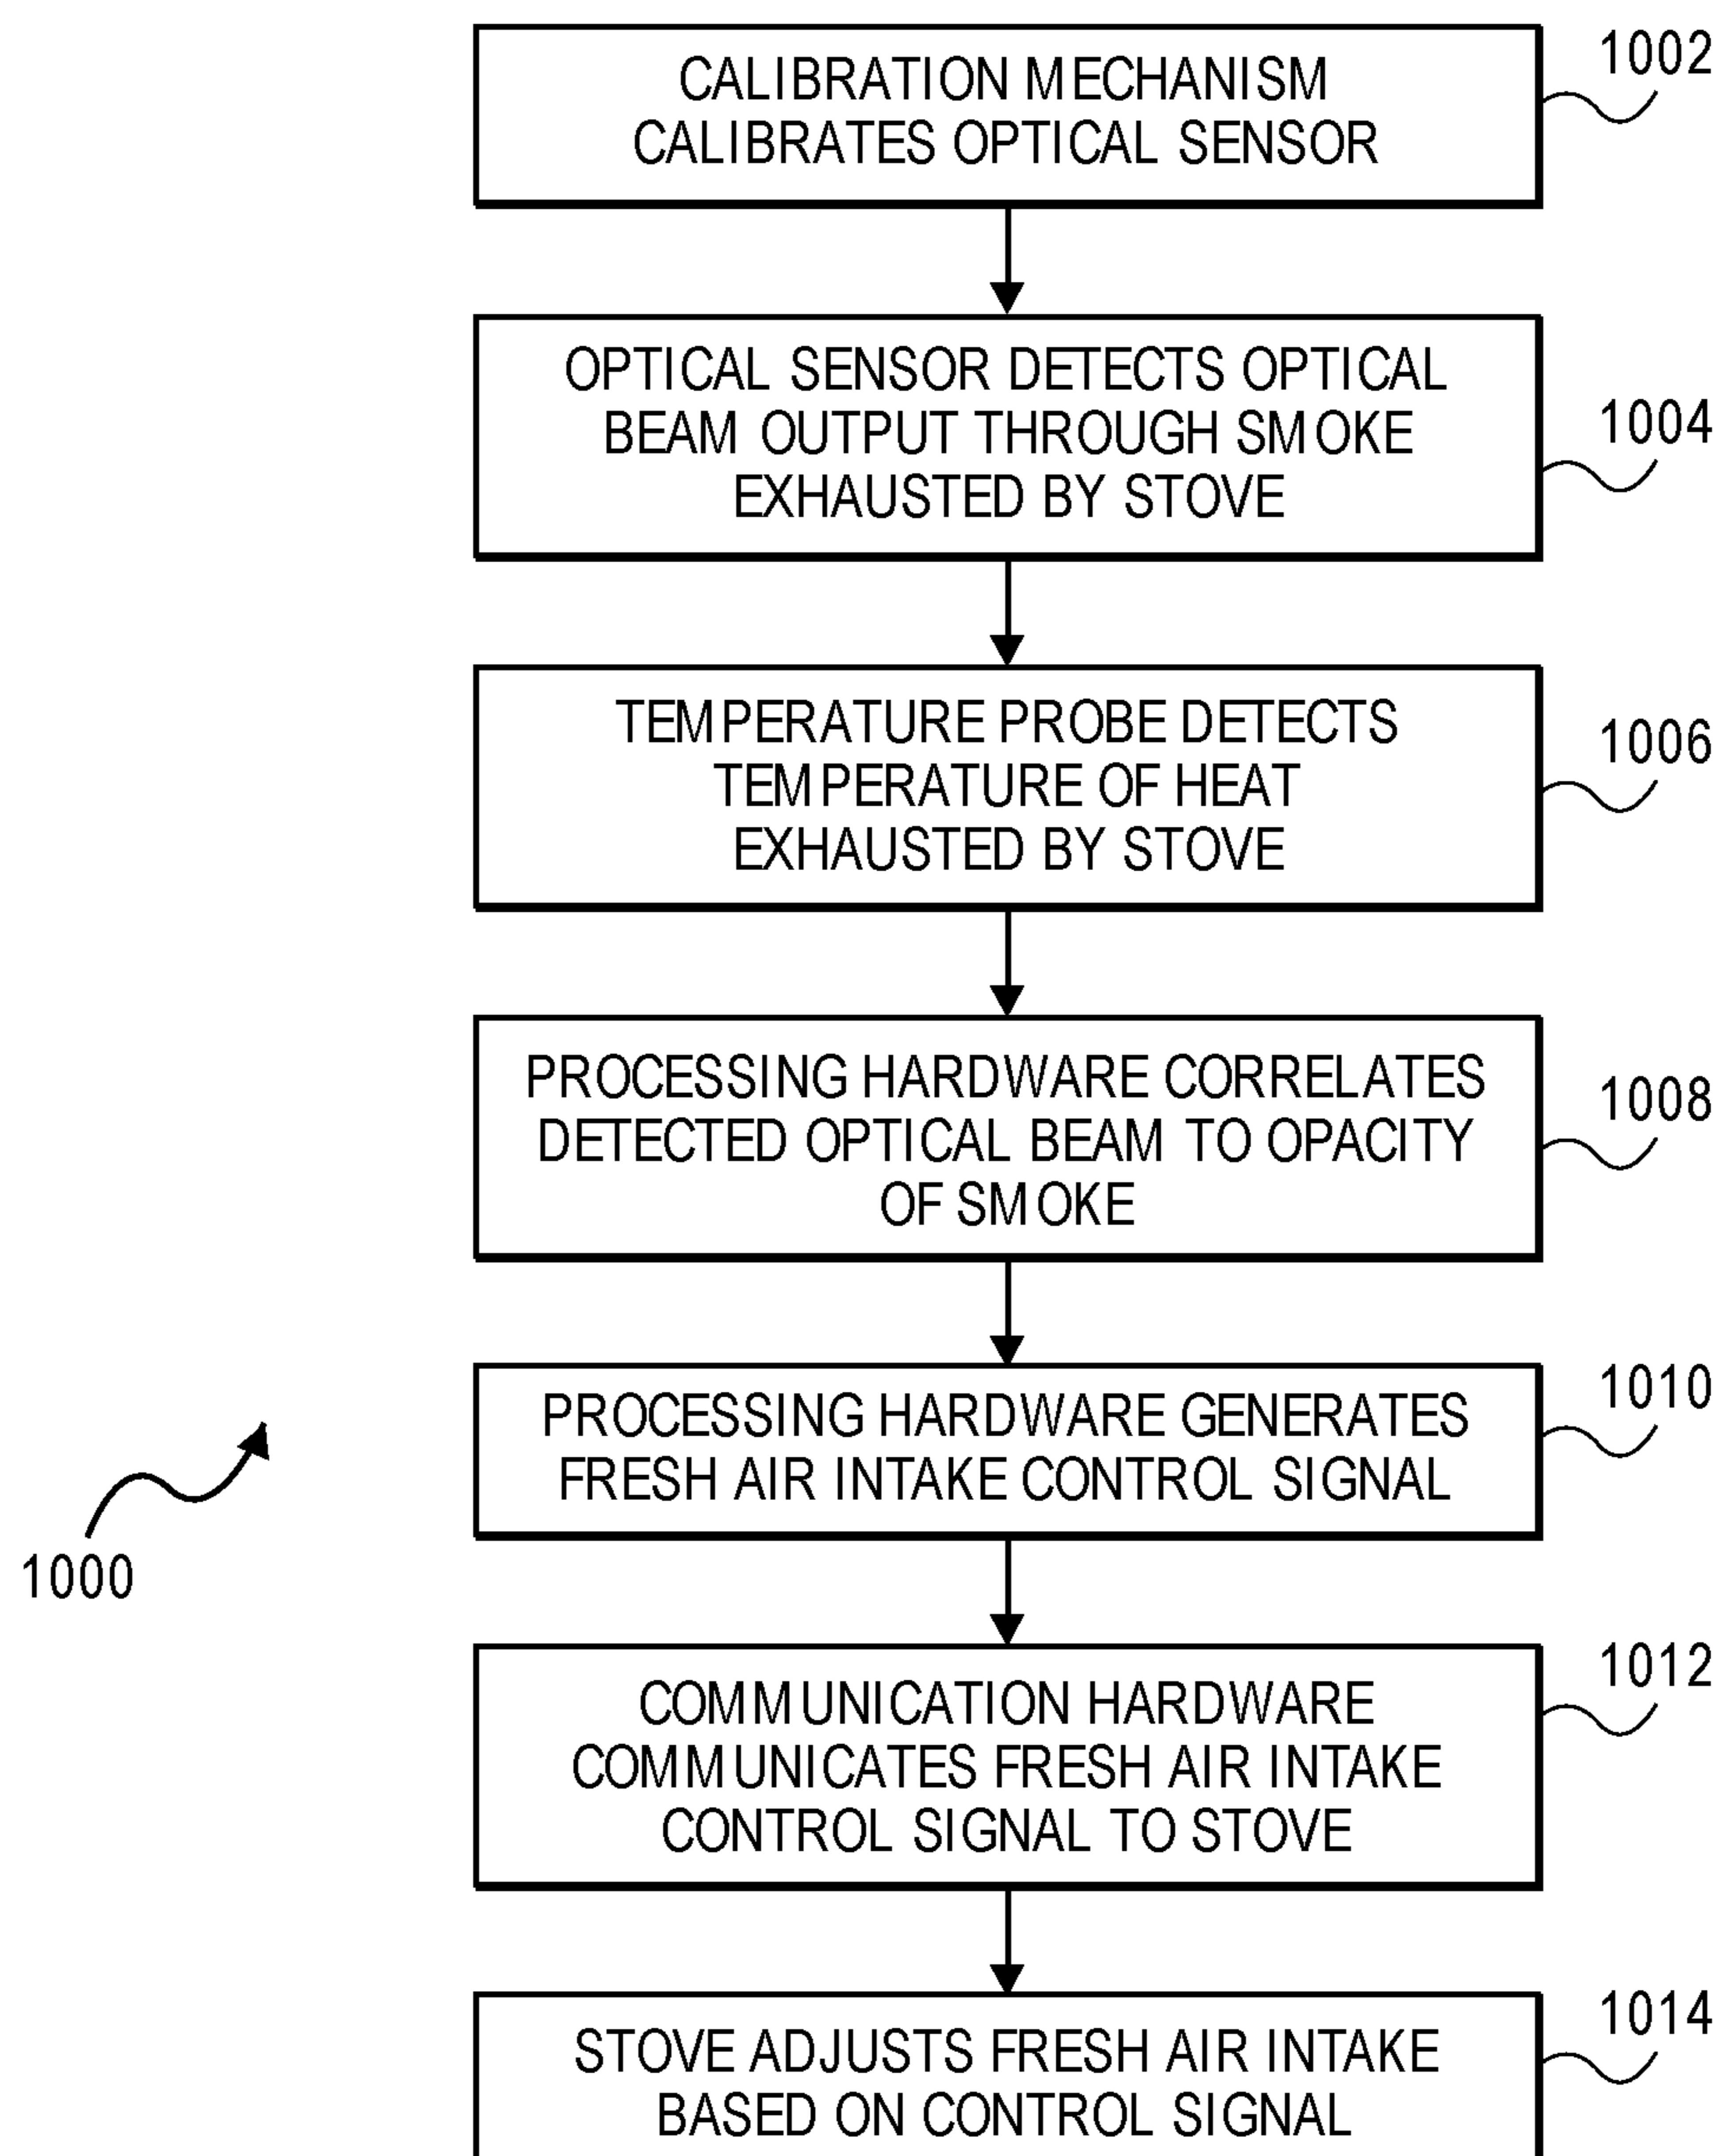 CALIBRATION MECHANISM
CALIBRATES OPTICAL SENSOR
1002
OPTICAL SENSOR DETECTS OPTICAL
BEAM OUTPUT THROUGH SMOKE
EXHAUSTED BY STOVE
1004
TEMPERATURE PROBE DETECTS
TEMPERATURE OF HEAT
EXHAUSTED BY STOVE
1006
PROCESSING HARDWARE CORRELATES
DETECTED OPTICAL BEAM TO OPACITY
OF SMOKE
1008
PROCESSING HARDWARE GENERATES
FRESH AIR INTAKE CONTROL SIGNAL
1010
1000
COMMUNICATION HARDWARE
COMMUNICATES FRESH AIR INTAKE
CONTROL SIGNAL TO STOVE
1012
STOVE ADJUSTS FRESH AIR INTAKE
BASED ON CONTROL SIGNAL
1014